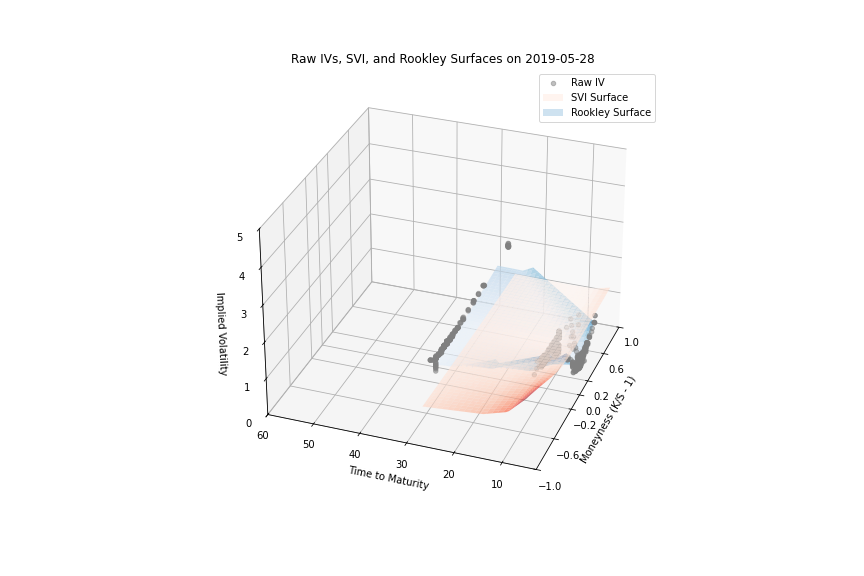 Raw IVs, SVI, and Rookley Surfaces on 2019-05-28
Raw IV
SVI Surface
Rookley Surface
5
4
3
2
1
0
Implied Volatility
60
50
40
30
20
10
Time to Maturity
1.0
0.6
0.2
0.0
−0.2
−0.6
−1.0
Moneyness (K/S - 1)